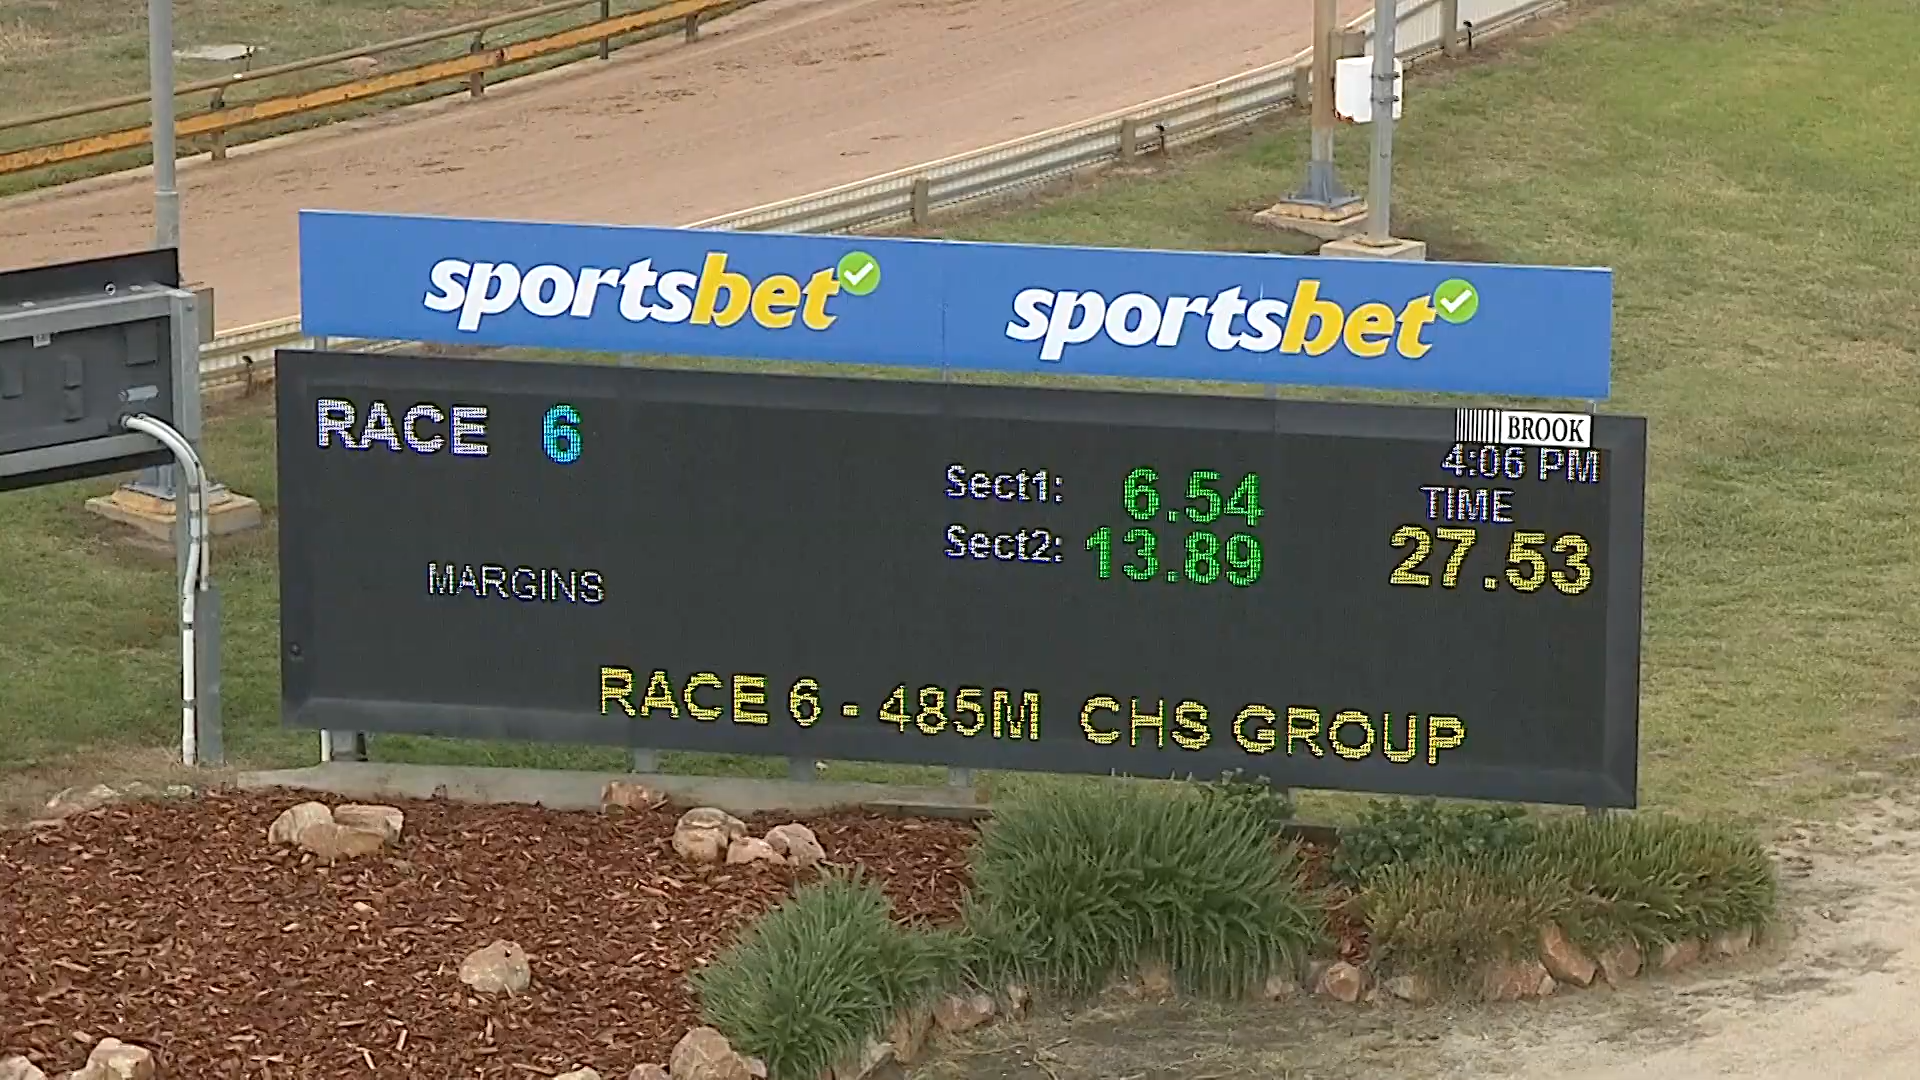 sportsbet sportsbet
RACE 6
BROOK
4:06 PM
Sect1: 6.54
TIME
Sect2: 13.89
27.53
MARGINS
RACE 6 - 485M CHS GROUP